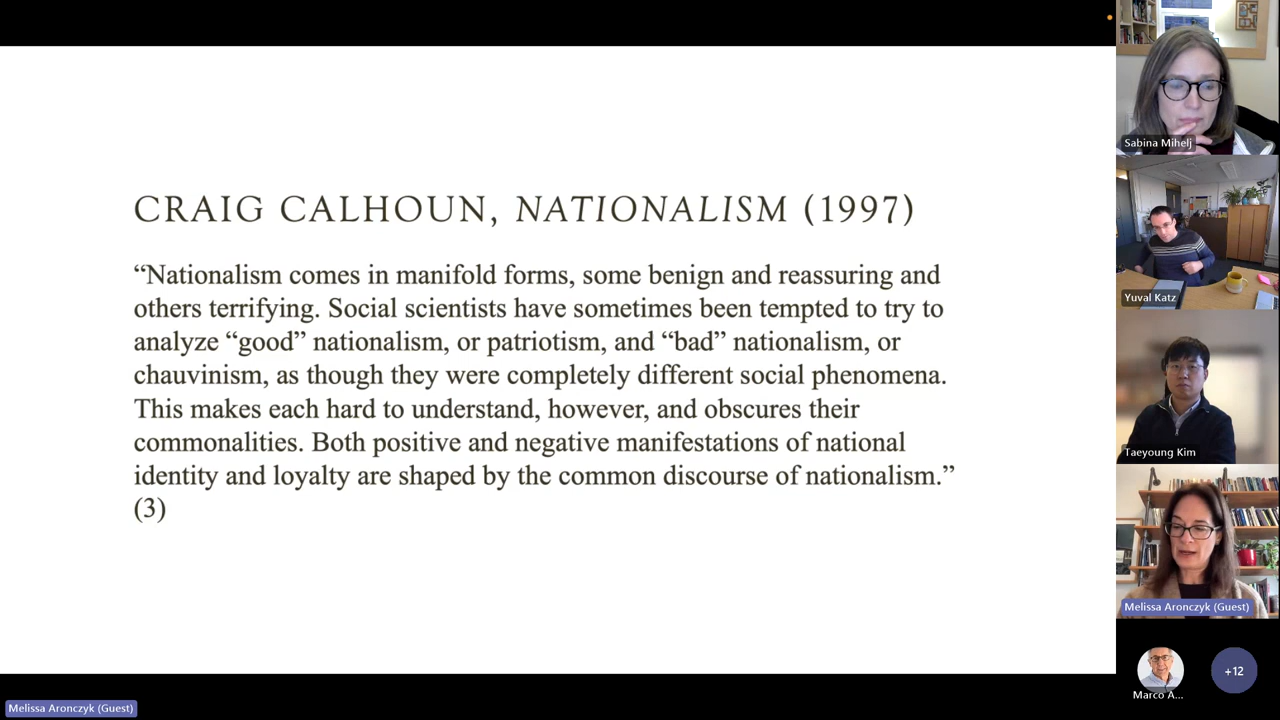 CRAIG CALHOUN, NATIONALISM (1997)
“Nationalism comes in manifold forms, some benign and reassuring and
others terrifying. Social scientists have sometimes been tempted to try to
analyze “good” nationalism, or patriotism, and “bad” nationalism, or
chauvinism, as though they were completely different social phenomena.
This makes each hard to understand, however, and obscures their
commonalities. Both positive and negative manifestations of national
identity and loyalty are shaped by the common discourse of nationalism.”
(3)
Sabina Mihelj
Yuval Katz
Taeyoung Kim
Melissa Aronczyk (Guest)
Marco A...
+12
Melissa Aronczyk (Guest)